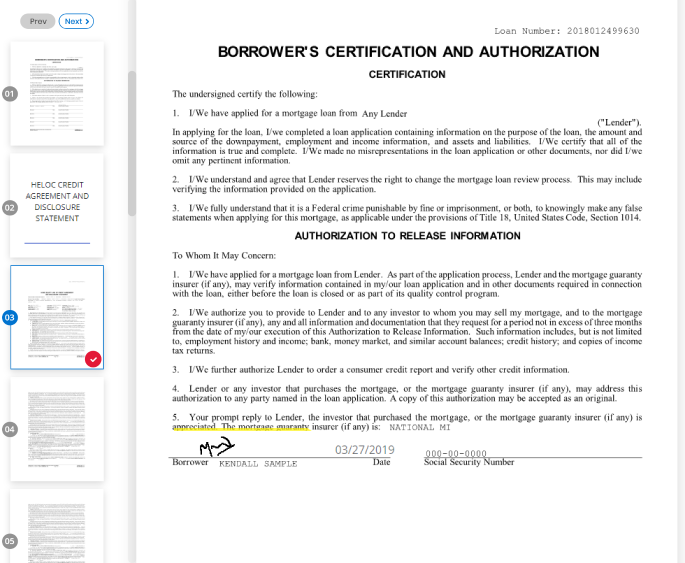 Prev Next >
Loan Number: 2018012499630
BORROWER'S CERTIFICATION AND AUTHORIZATION
CERTIFICATION
The undersigned certify the following:
1. I/We have applied for a mortgage loan from Any Lender
("Lender").
In applying for the loan, I/we completed a loan application containing information on the purpose of the loan, the amount and
source of the downpayment, employment and income information, and assets and liabilities. I/We certify that all of the
information is true and complete. I/We made no misrepresentations in the loan application or other documents, nor did I/we
omit any pertinent information.
2. I/We understand and agree that Lender reserves the right to change the mortgage loan review process. This may include
verifying the information provided on the application.
3. I/We fully understand that it is a Federal crime punishable by fine or imprisonment, or both, to knowingly make any false
statements when applying for this mortgage, as applicable under the provisions of Title 18, United States Code, Section 1014.
AUTHORIZATION TO RELEASE INFORMATION
To Whom It May Concern:
1. I/We have applied for a mortgage loan from Lender. As part of the application process, Lender and the mortgage guaranty
insurer (if any), may verify information contained in my/our loan application and in other documents required in connection
with the loan, either before the loan is closed or as part of its quality control program.
2. I/We authorize you to provide to Lender and to any investor to whom you may sell my mortgage, and to the mortgage
guaranty insurer (if any), any and all information and documentation that they request for a period not in excess of three months
from the date of my/our execution of this Authorization to Release Information. Such information includes, but is not limited
to, employment history and income; bank, money market, and similar account balances; credit history; and copies of income
tax returns.
3. I/We further authorize Lender to order a consumer credit report and verify other credit information.
4. Lender or any investor that purchases the mortgage, or the mortgage guaranty insurer (if any), may address this
authorization to any party named in the loan application. A copy of this authorization may be accepted as an original.
5. Your prompt reply to Lender, the investor that purchased the mortgage, or the mortgage guaranty insurer (if any) is
appreciated. The mortgage guaranty insurer (if any) is: NATIONAL MI
03/27/2019 000-00-0000
Borrower KENDALL SAMPLE Date Social Security Number
01
02
HELOC CREDIT
AGREEMENT AND
DISCLOSURE
STATEMENT
03
04
05